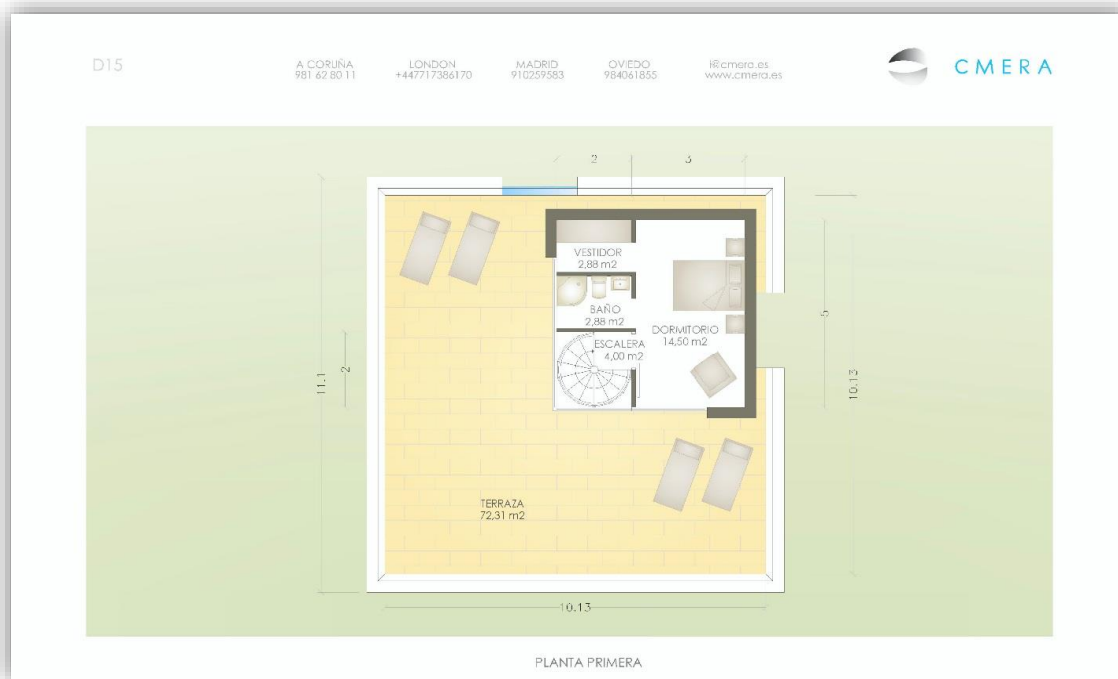 D15
A CORUÑA
981 62 80 11
LONDON
+447717386170
MADRID
910259583
OVIEDO
984061855
i@cmera.es
www.cmera.es
CMERA
2
3
VESTIDOR
2,88 m2
BAÑO
2,88 m2
DORMITORIO
14,50 m2
ESCALERA
4,00 m2
5
11.1
2
10.13
TERRAZA
72,31 m2
10.13
PLANTA PRIMERA